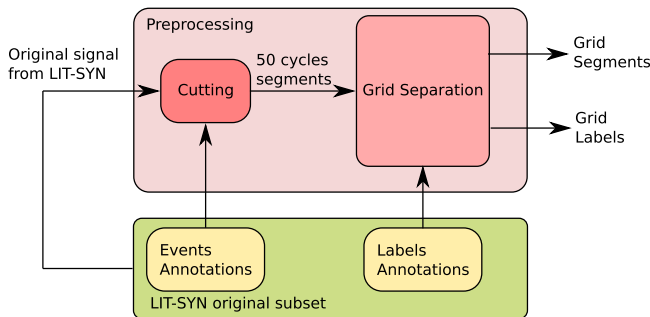 Preprocessing
Original signal
from LIT-SYN
Cutting
50 cycles
segments
Grid Separation
Grid
Segments
Grid
Labels
Events
Annotations
Labels
Annotations
LIT-SYN original subset